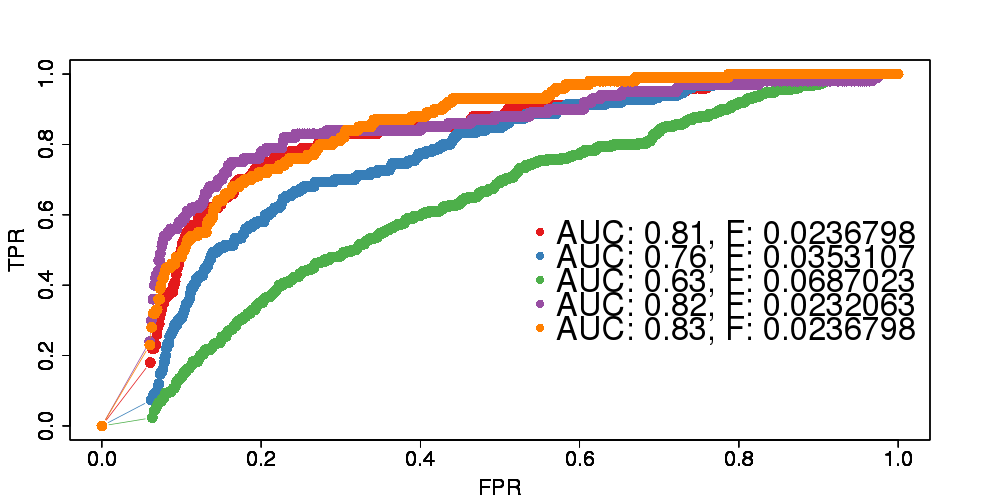 TPR
1.0
0.8
0.6
0.4
0.2
0.0
AUC: 0.81, F: 0.0236798
AUC: 0.76, F: 0.0353107
AUC: 0.63, F: 0.0687023
AUC: 0.82, F: 0.0232063
AUC: 0.83, F: 0.0236798
0.0 0.2 0.4 0.6 0.8 1.0
FPR